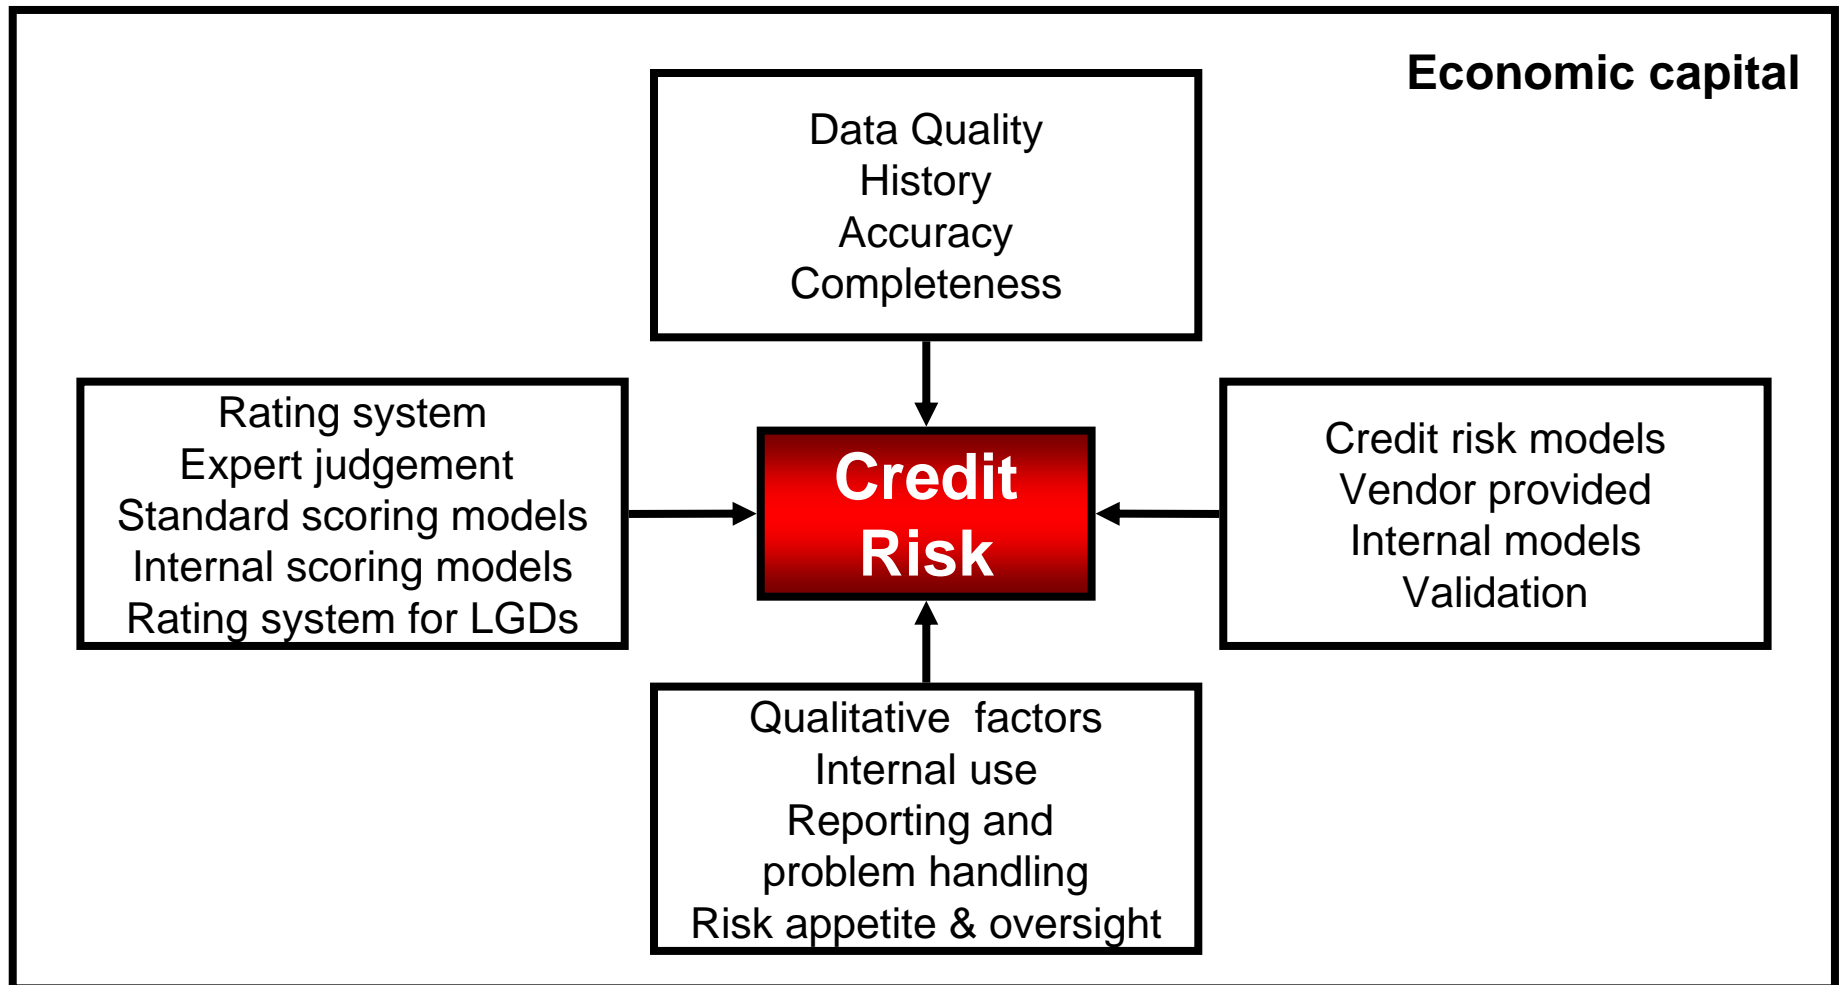 Economic capital
Data Quality
History
Accuracy
Completeness
Rating system
Expert judgement
Standard scoring models
Internal scoring models
Rating system for LGDs
Credit
Risk
Credit risk models
Vendor provided
Internal models
Validation
Qualitative factors
Internal use
Reporting and
problem handling
Risk appetite & oversight